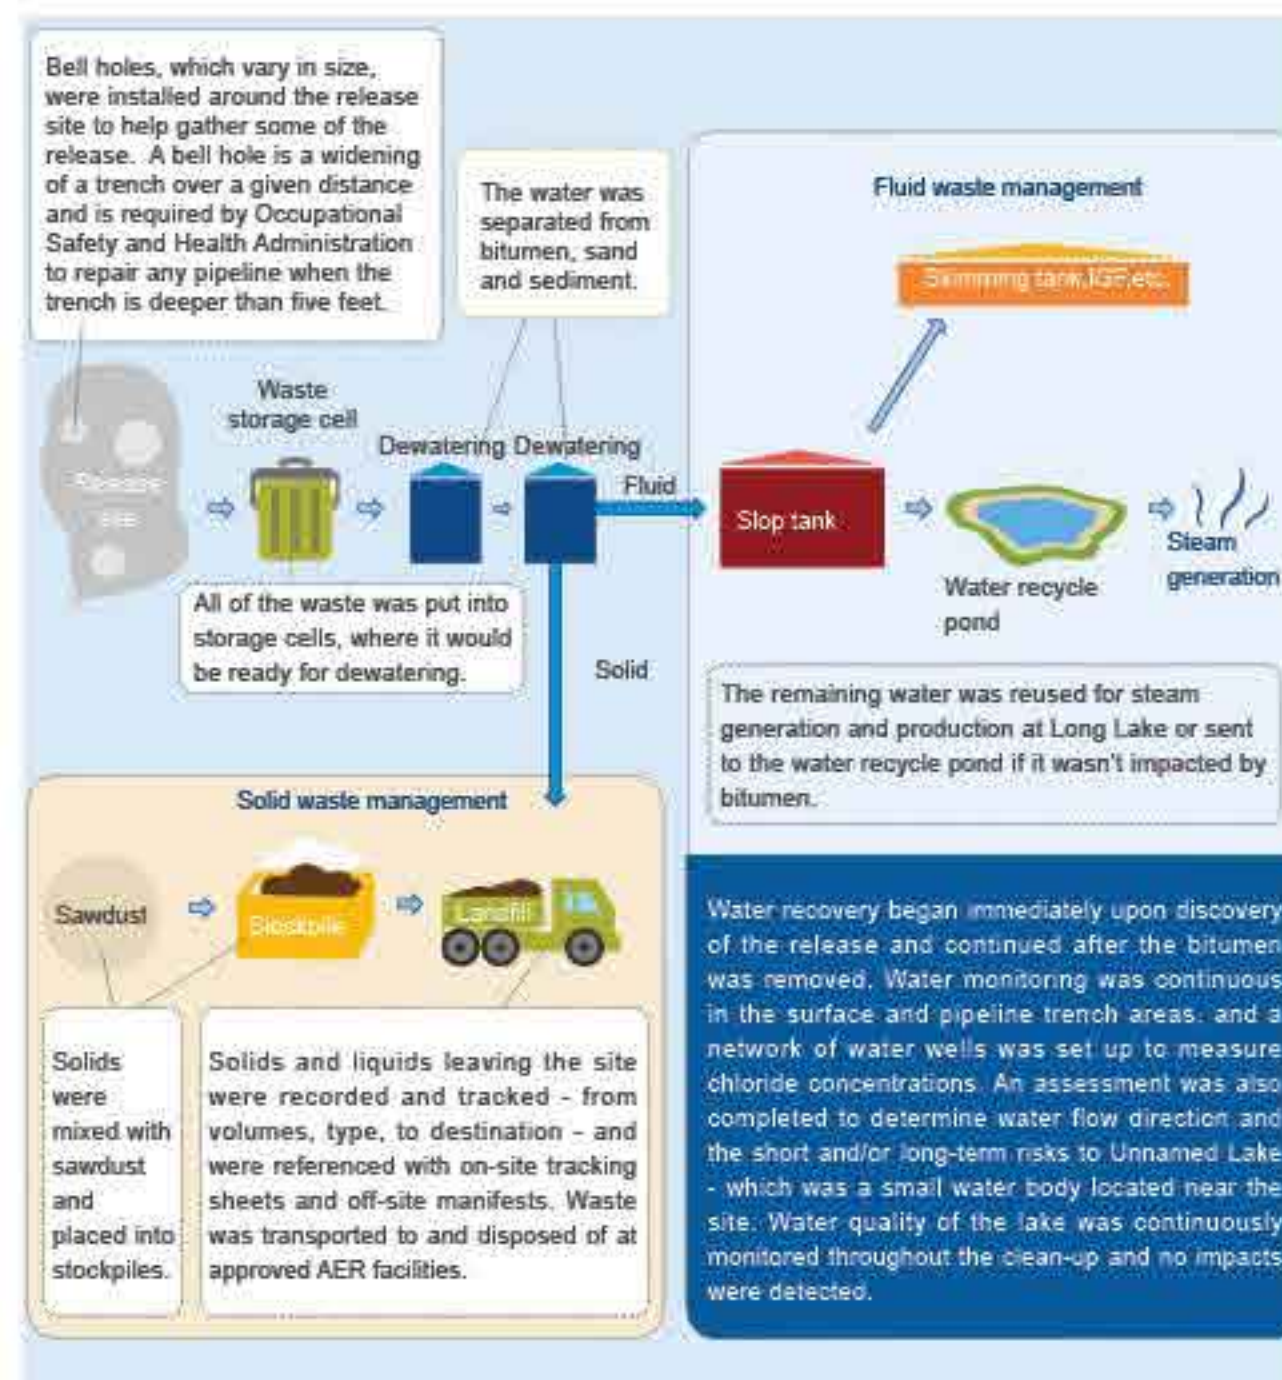 Bell holes, which vary in size,
were installed around the release
site to help gather some of the
release. A bell hole is a widening
of a trench over a given distance
and is required by Occupational
Safety and Health Administration
to repair any pipeline when the
trench is deeper than five feet.
The water was
separated from
bitumen, sand
and sediment.
Fluid waste management
Skimming tank,IGF,etc.
Waste
storage cell
Dewatering Dewatering
Release
site
Fluid
Slop tank
Water recycle
pond
Steam
generation
All of the waste was put into
storage cells, where it would
be ready for dewatering.
Solid
The remaining water was reused for steam
generation and production at Long Lake or sent
to the water recycle pond if it wasn't impacted by
bitumen.
Solid waste management
Sawdust
Stockpile
Landfill
Solids
were
mixed with
sawdust
and
placed into
stockpiles.
Solids and liquids leaving the site
were recorded and tracked - from
volumes, type, to destination - and
were referenced with on-site tracking
sheets and off-site manifests. Waste
was transported to and disposed of at
approved AER facilities.
Water recovery began immediately upon discovery
of the release and continued after the bitumen
was removed. Water monitoring was continuous
in the surface and pipeline trench areas, and a
network of water wells was set up to measure
chloride concentrations. An assessment was also
completed to determine water flow direction and
the short and/or long-term risks to Unnamed Lake
- which was a small water body located near the
site. Water quality of the lake was continuously
monitored throughout the clean-up and no impacts
were detected.